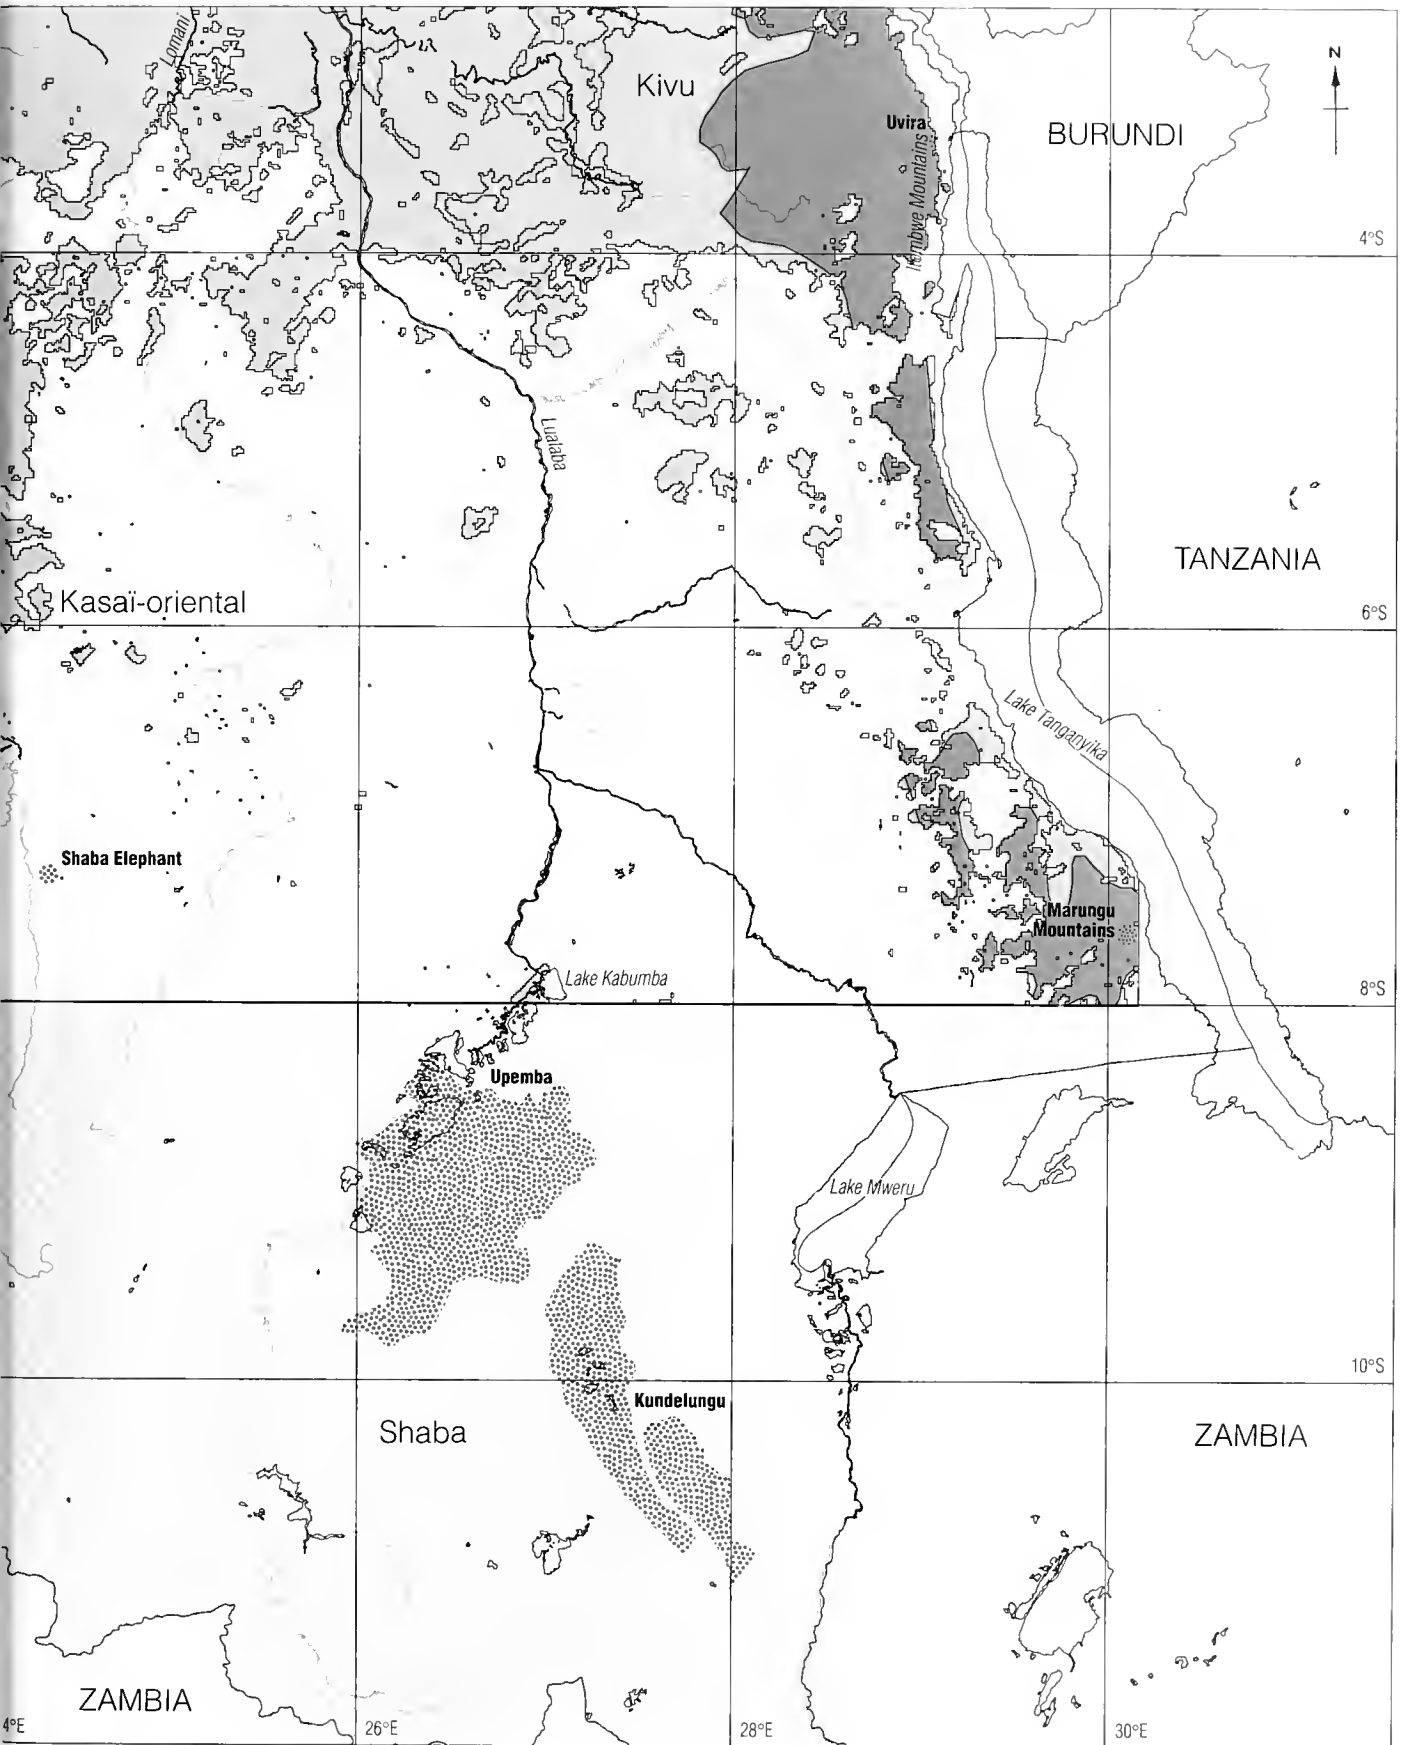 Lomani
Kivu
N
Uvira
BURUNDI
Itombwe Mountains
4°S
Lualaba
TANZANIA
Kasaï-oriental
6°S
Lake Tanganyika
Shaba Elephant
Marungu
Mountains
Lake Kabumba
8°S
Upemba
Lake Mweru
10°S
Kundelungu
Shaba
ZAMBIA
ZAMBIA
4°E
26°E
28°E
30°E